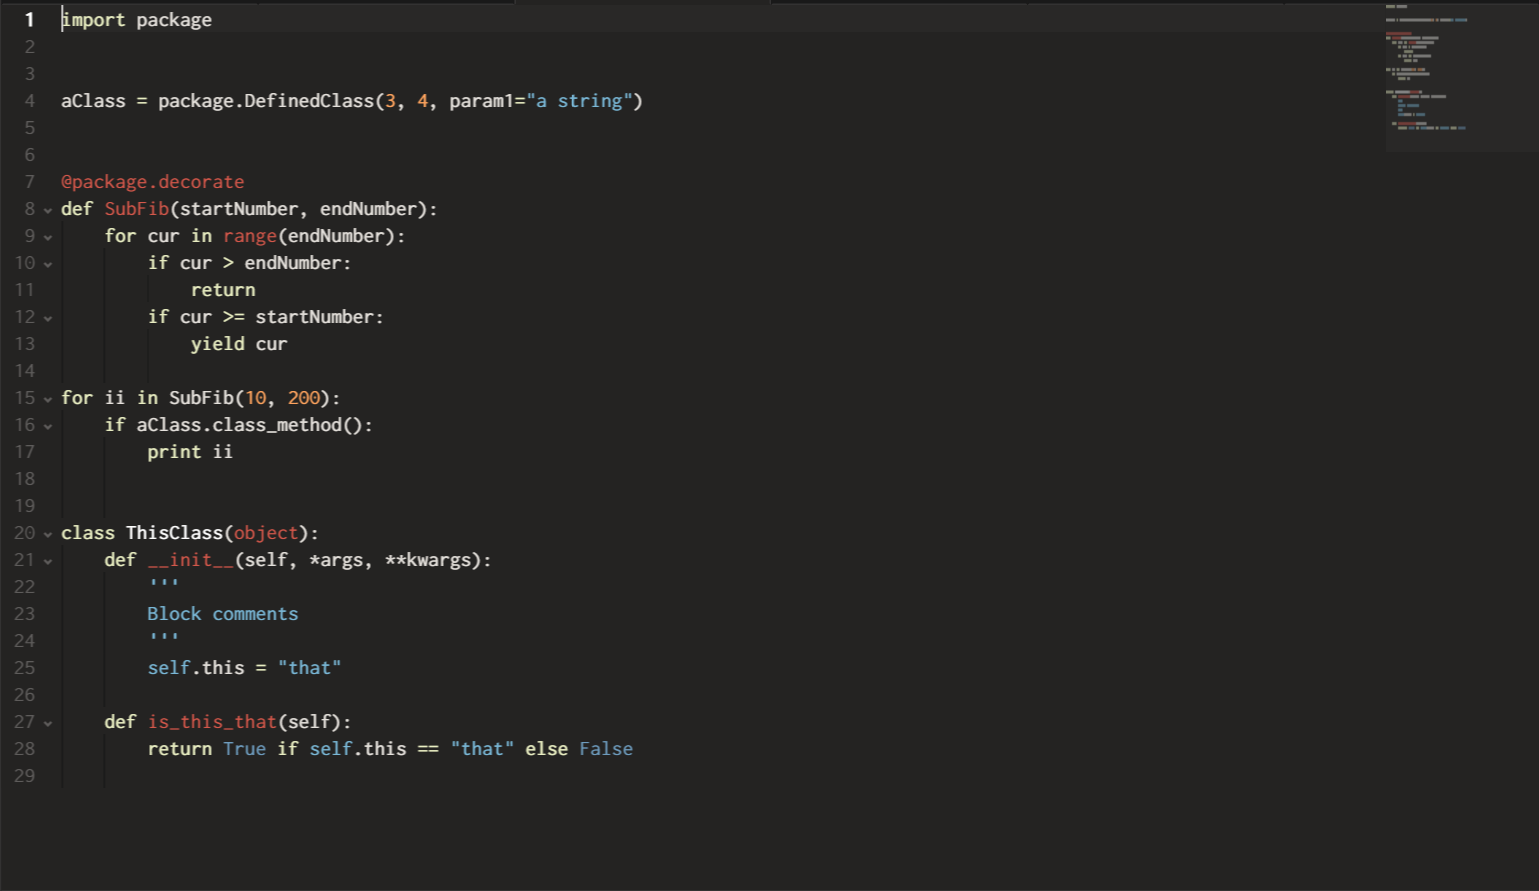 1 import package
2
3
4 aClass = package.DefinedClass(3, 4, param1="a string")
5
6
7 @package.decorate
8 def SubFib(startNumber, endNumber):
9     for cur in range(endNumber):
10         if cur > endNumber:
11             return
12         if cur >= startNumber:
13             yield cur
14
15 for ii in SubFib(10, 200):
16     if aClass.class_method():
17         print ii
18
19
20 class ThisClass(object):
21     def __init__(self, *args, **kwargs):
22         '''
23         Block comments
24         '''
25         self.this = "that"
26
27     def is_this_that(self):
28         return True if self.this == "that" else False
29